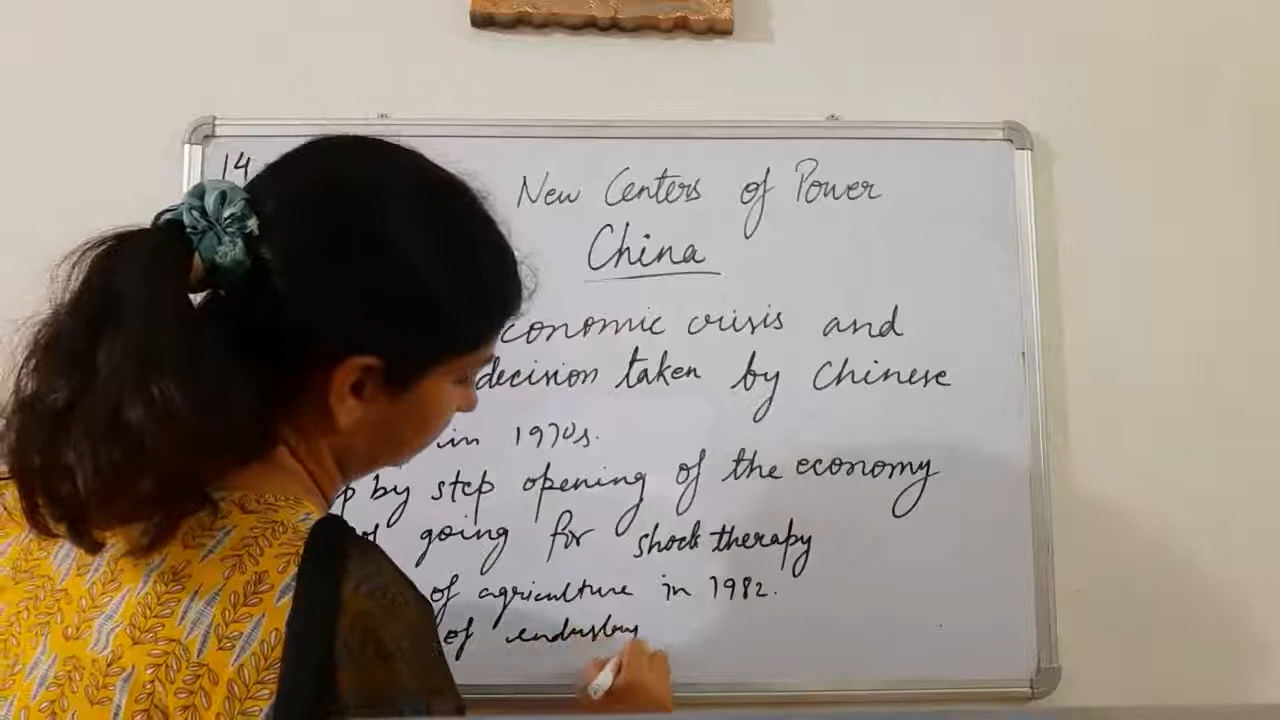 14
New Centers of Power
China
conomic crisis and
decision taken by Chinese
in 1970s.
p by step opening of the economy
going for shock therapy
of agriculture in 1982.
of